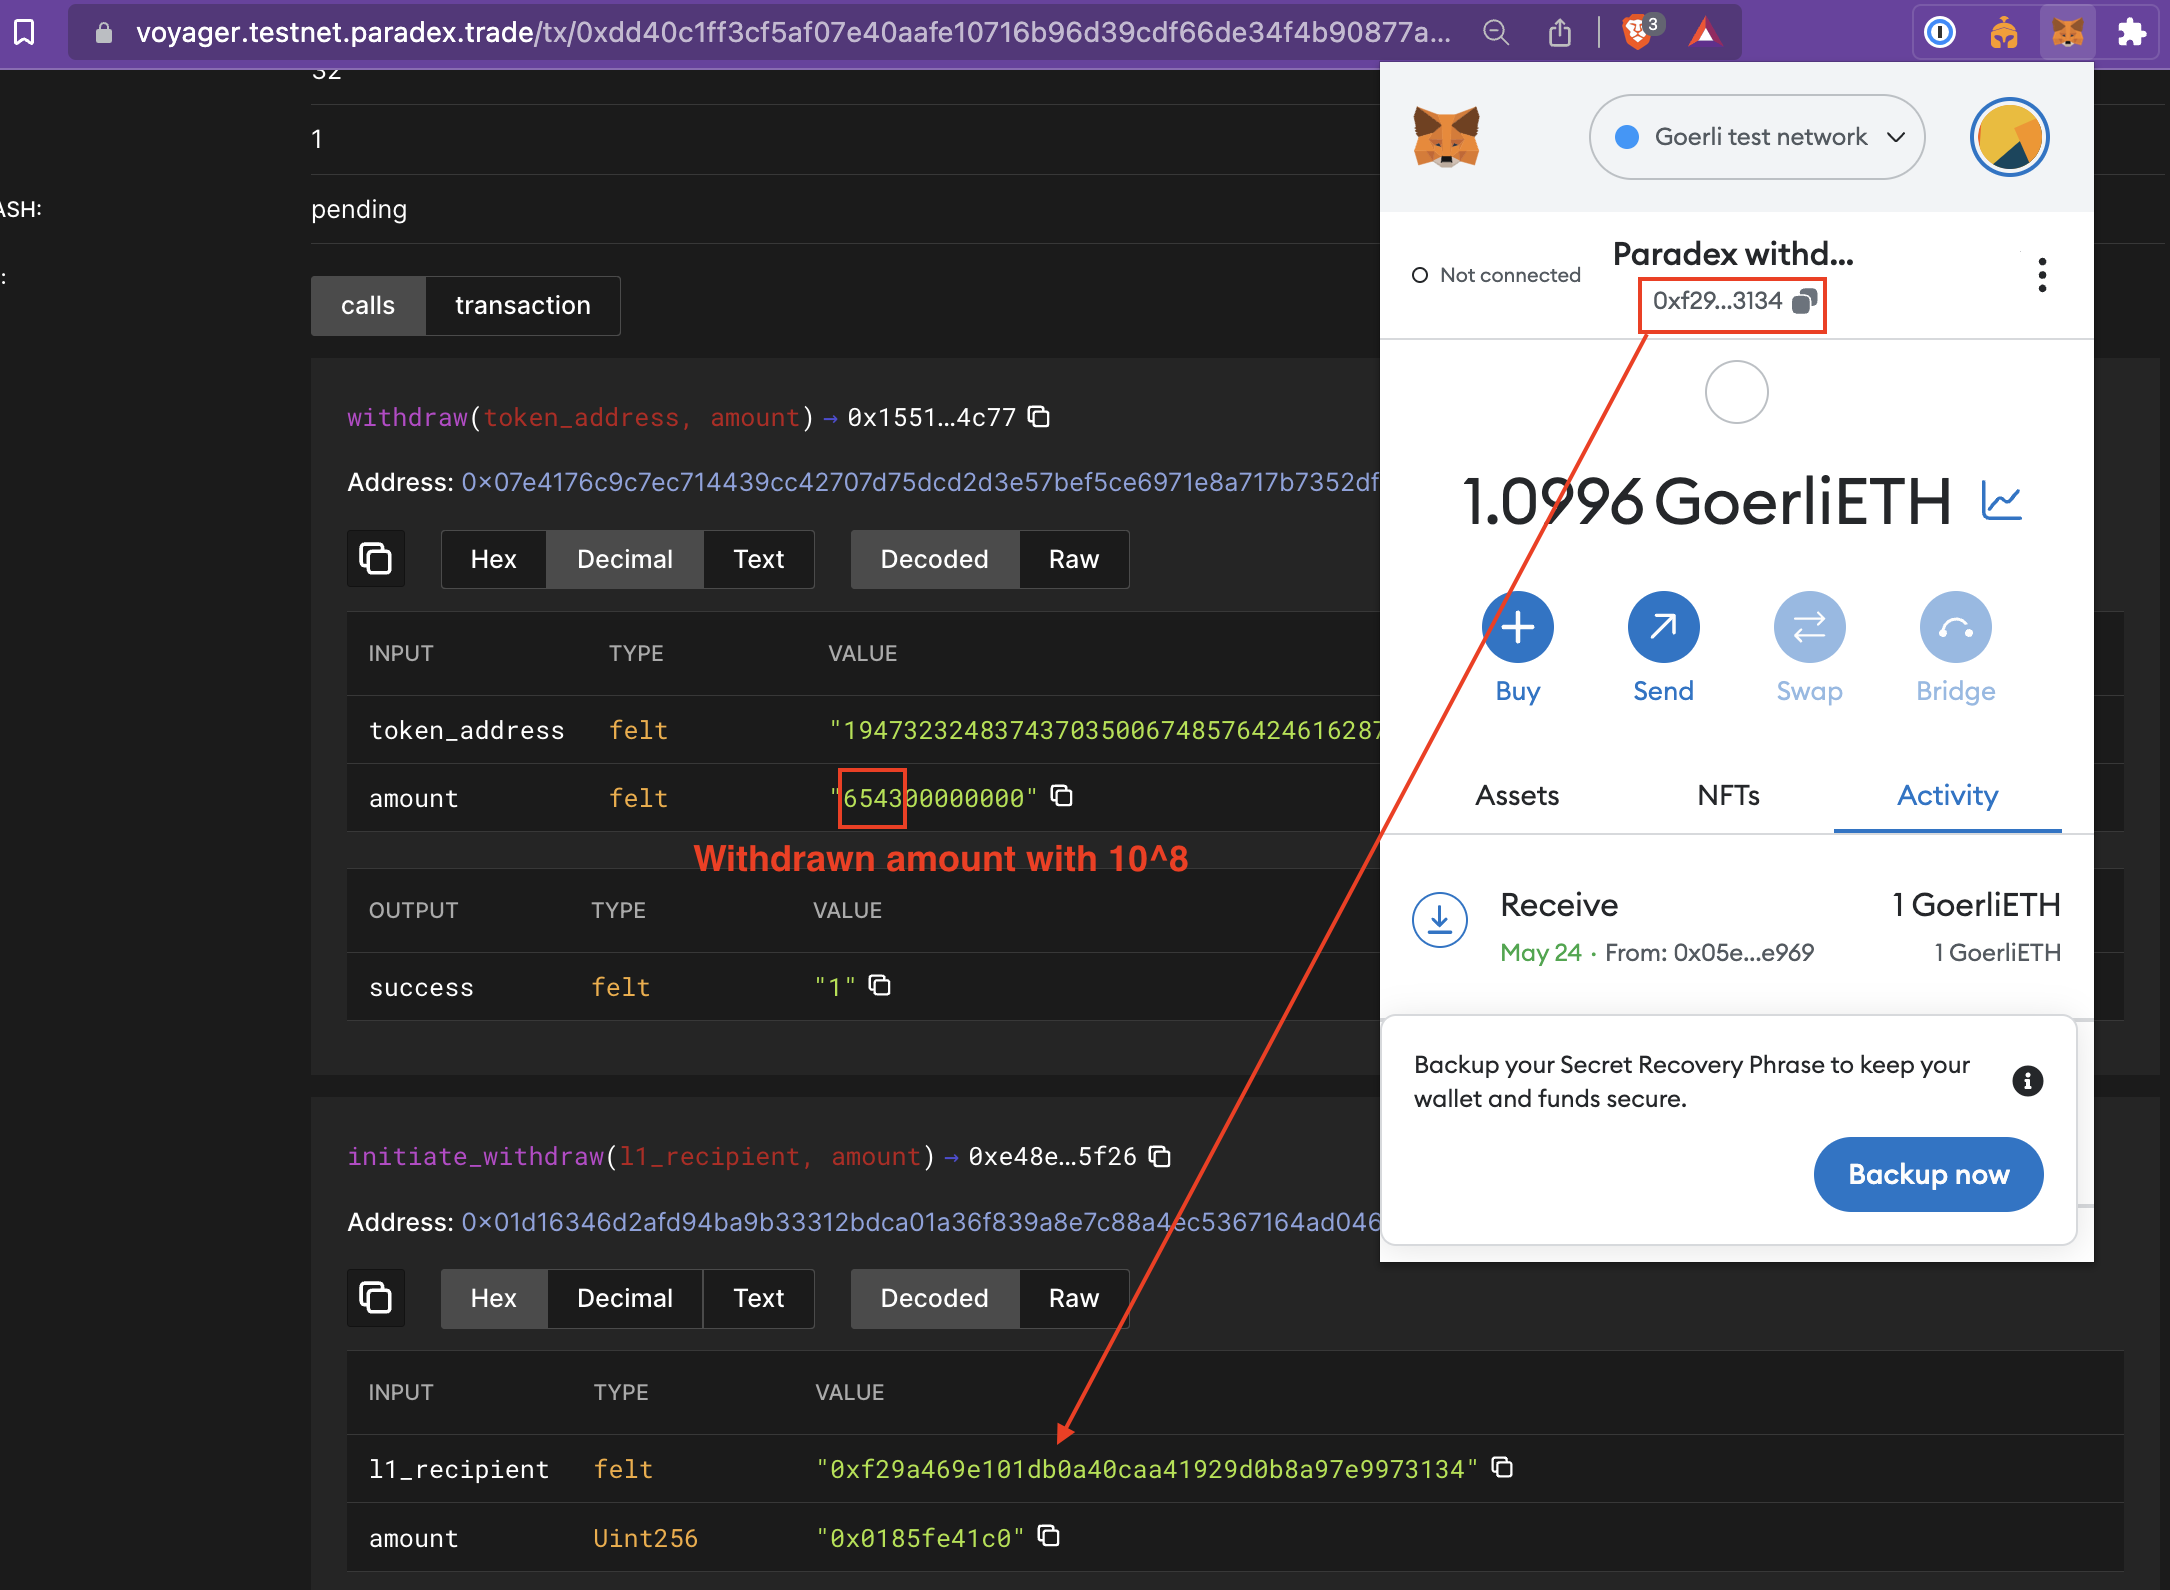 voyager.testnet.paradex.trade/tx/0xdd40c1ff3cf5af07e40aafe10716b96d39cdf66de34f4b90877a...
3
32
1
ASH:
pending
:
calls
transaction
withdraw(token_address, amount) → 0x1551...4c77
Address: 0x07e4176c9c7ec714439cc42707d75dcd2d3e57bef5ce6971e8a717b7352df
Hex
Decimal
Text
Decoded
Raw
INPUT TYPE VALUE
token_address felt "19473232483743703500674857642461628​7
amount felt "654300000000"
Withdrawn amount with 10^8
OUTPUT TYPE VALUE
success felt "1"
initiate_withdraw(l1_recipient, amount) → 0xe48e...5f26
Address: 0x01d16346d2afd94ba9b33312bdca01a36f839a8e7c88a4ec5367164ad046
Hex
Decimal
Text
Decoded
Raw
INPUT TYPE VALUE
l1_recipient felt "0xf29a469e101db0a40caa41929d0b8a97e9973134"
amount Uint256 "0x0185fe41c0"
Goerli test network
Not connected
Paradex withd...
0xf29...3134
1.0996 GoerliETH
Buy
Send
Swap
Bridge
Assets
NFTs
Activity
Receive
1 GoerliETH
May 24 · From: 0x05e...e969
1 GoerliETH
Backup your Secret Recovery Phrase to keep your
wallet and funds secure.
Backup now